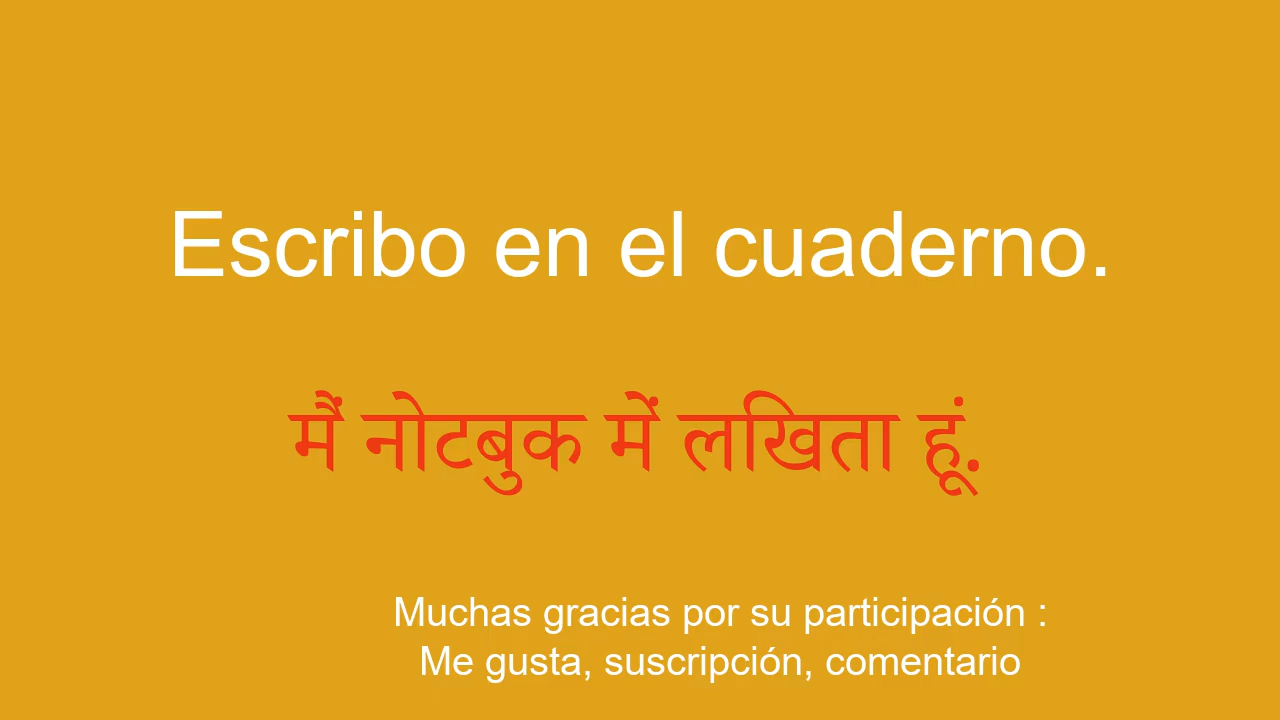 Escribo en el cuaderno.
मैं नोटबुक में लखिता हूं.
Muchas gracias por su participación :
Me gusta, suscripción, comentario